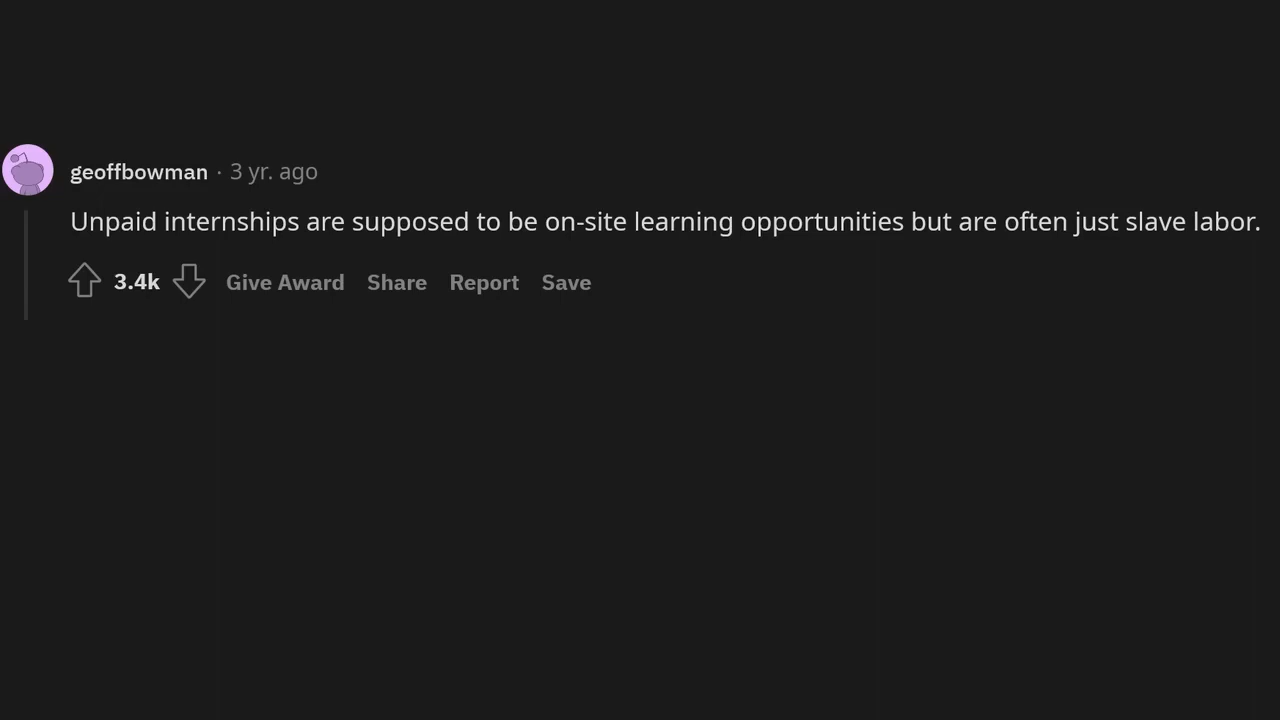 geoffbowman · 3 yr. ago
Unpaid internships are supposed to be on-site learning opportunities but are often just slave labor.
3.4k Give Award Share Report Save